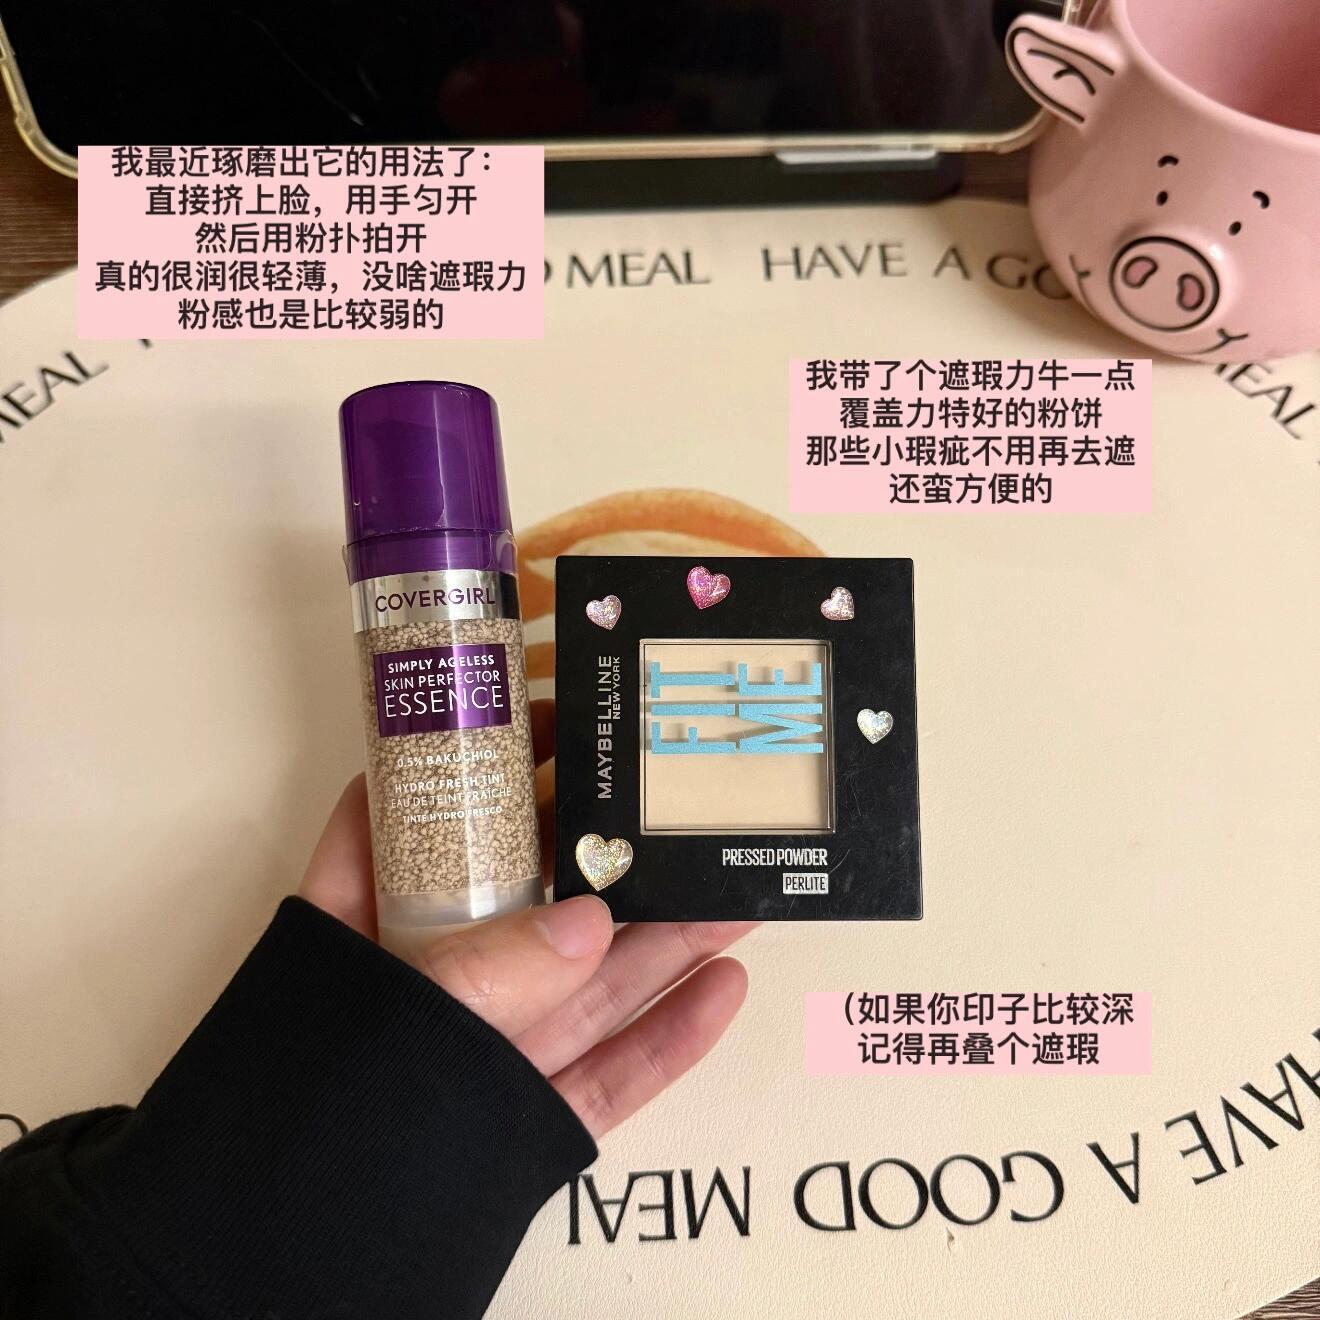 我最近琢磨出它的用法了：
直接挤上脸，用手匀开
然后用粉扑拍开
真的很润很轻薄，没啥遮瑕力
粉感也是比较弱的
MEAL
HAVE A GO
我带了个遮瑕力牛一点
覆盖力特好的粉饼
那些小瑕疵不用再去遮
还蛮方便的
MEAL
MEAL
COVERGIRL
SIMPLY AGELESS
SKIN PERFECTOR
ESSENCE
0.5% BAKUCHIOL
HYDRO FRESH TINT
EAU DE TEINT FRAÎCHE
TINTE HYDRO FRESCO
MAYBELLINE
NEW YORK
FIT
ME
PRESSED POWDER
PERLITE
（如果你印子比较深
记得再叠个遮瑕
HAVE A GOOD MEAL